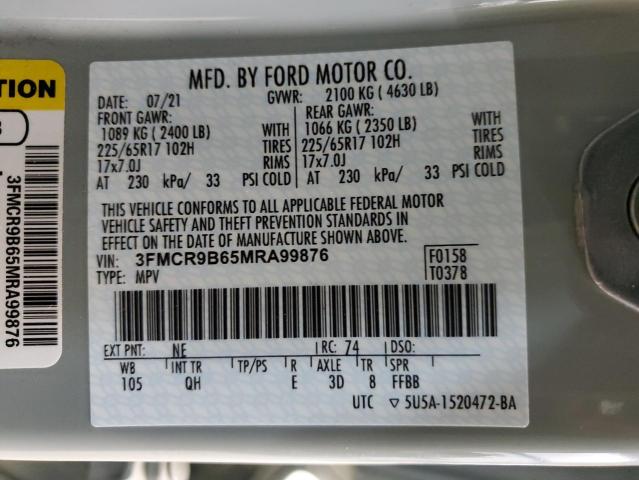 TION
3FMCR9B65MRA99876
MFD. BY FORD MOTOR CO.
DATE: 07/21 GVWR: 2100 KG ( 4630 LB)
FRONT GAWR: REAR GAWR:
1089 KG ( 2400 LB) WITH 1066 KG ( 2350 LB) WITH
225/65R17 102H TIRES 225/65R17 102H TIRES
17x7.0J RIMS 17x7.0J RIMS
AT 230 kPa/ 33 PSI COLD AT 230 kPa/ 33 PSI COLD
THIS VEHICLE CONFORMS TO ALL APPLICABLE FEDERAL MOTOR
VEHICLE SAFETY AND THEFT PREVENTION STANDARDS IN
EFFECT ON THE DATE OF MANUFACTURE SHOWN ABOVE.
VIN: 3FMCR9B65MRA99876 F0158
TYPE: MPV T0378
EXT PNT: NE RC: 74 DSO:
WB INT TR TP/PS R AXLE TR SPR
105 QH E 3D 8 FFBB
UTC ▽ 5U5A-1520472-BA